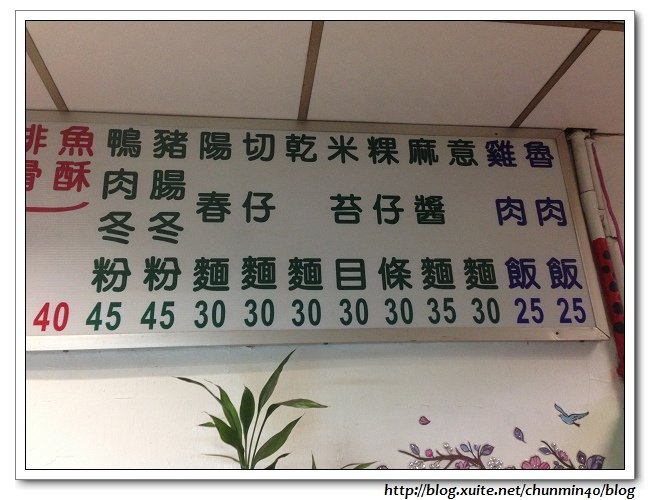 魯肉飯 25
雞肉飯 25
意麵 30
麻醬麵 35
粿仔條 30
米苔目 30
乾麵 30
切仔麵 30
陽春麵 30
豬腸冬粉 45
鴨肉冬粉 45
魚酥
排骨
40
http://blog.xuite.net/chunmin40/blog